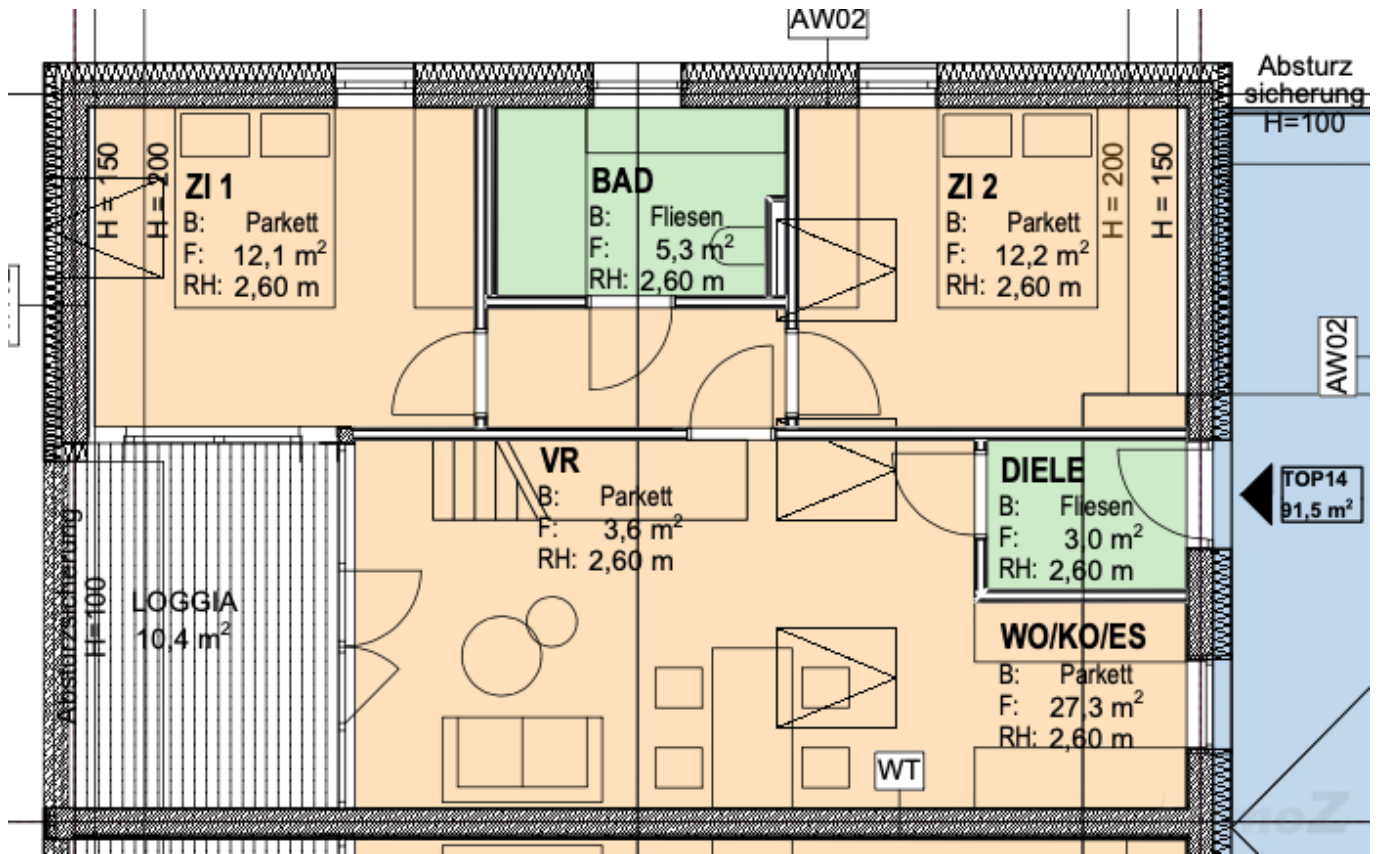 AW02
Absturz
sicherung
H=100
H = 150
H = 200
ZI 1
B: Parkett
F: 12,1 m²
RH: 2,60 m
BAD
B: Fliesen
F: 5,3 m²
RH: 2,60 m
ZI 2
B: Parkett
F: 12,2 m²
RH: 2,60 m
H = 200
H = 150
AW02
VR
B: Parkett
F: 3,6 m²
RH: 2,60 m
DIELE
B: Fliesen
F: 3,0 m²
RH: 2,60 m
TOP14
91,5 m²
Absturzsicherung
H=100
LOGGIA
10,4 m²
WO/KO/ES
B: Parkett
F: 27,3 m²
RH: 2,60 m
WT